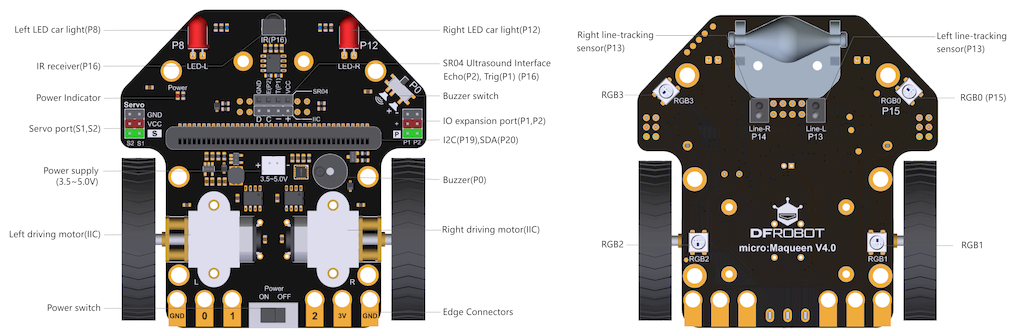 Left LED car light(P8)
IR receiver(P16)
Power Indicator
Servo port(S1,S2)
Power supply
(3.5~5.0V)
Left driving motor(IIC)
Power switch
P8
LED-L
IR(P16)
P12
LED-R
Power
Servo
GND
VCC
S
S2 S1
GND
E(P2)
T(P1)
VCC
SR04
D C − +
IIC
P0
P
P1 P2
+ -
3.5~5.0V
L
R
Power
ON OFF
GND
0
1
2
3V
GND
Right LED car light(P12)
SR04 Ultrasound Interface
Echo(P2), Trig(P1) (P16)
Buzzer switch
IO expansion port(P1,P2)
I2C(P19),SDA(P20)
Buzzer(P0)
Right driving motor(IIC)
Edge Connectors
Right line-tracking
sensor(P13)
Left line-tracking
sensor(P13)
RGB3
RGB3
RGB0
P15
RGB0 (P15)
Line-R
P14
Line-L
P13
DFROBOT
micro:Maqueen V4.0
RGB2
RGB2
RGB1
RGB1